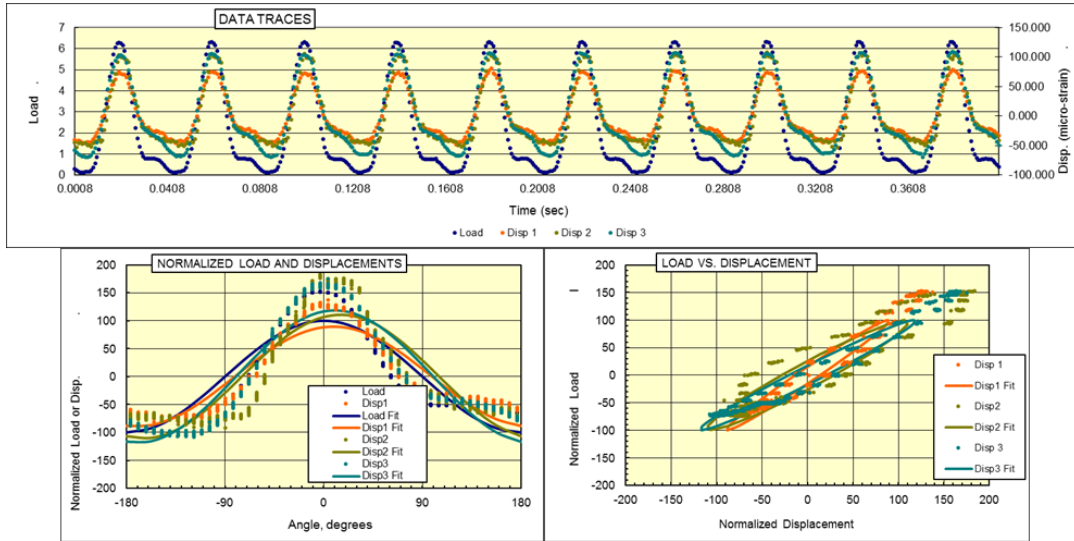 DATA TRACES
7
6
5
4
3
2
1
0
Load
150.000
100.000
50.000
0.000
-50.000
-100.000
Disp. (micro-strain)
0.0008 0.0408 0.0808 0.1208 0.1608 0.2008 0.2408 0.2808 0.3208 0.3608
Time (sec)
Load Disp 1 Disp 2 Disp 3
NORMALIZED LOAD AND DISPLACEMENTS
200
150
100
50
0
-50
-100
-150
-200
Normalized Load or Disp.
Load
Disp1
Load Fit
Disp1 Fit
Disp2
Disp2 Fit
Disp3
Disp3 Fit
-180 -90 0 90 180
Angle, degrees
LOAD VS. DISPLACEMENT
200
150
100
50
0
-50
-100
-150
-200
Normalized Load
l
Disp 1
Disp1 Fit
Disp2
Disp2 Fit
Disp 3
Disp3 Fit
-200 -150 -100 -50 0 50 100 150 200
Normalized Displacement